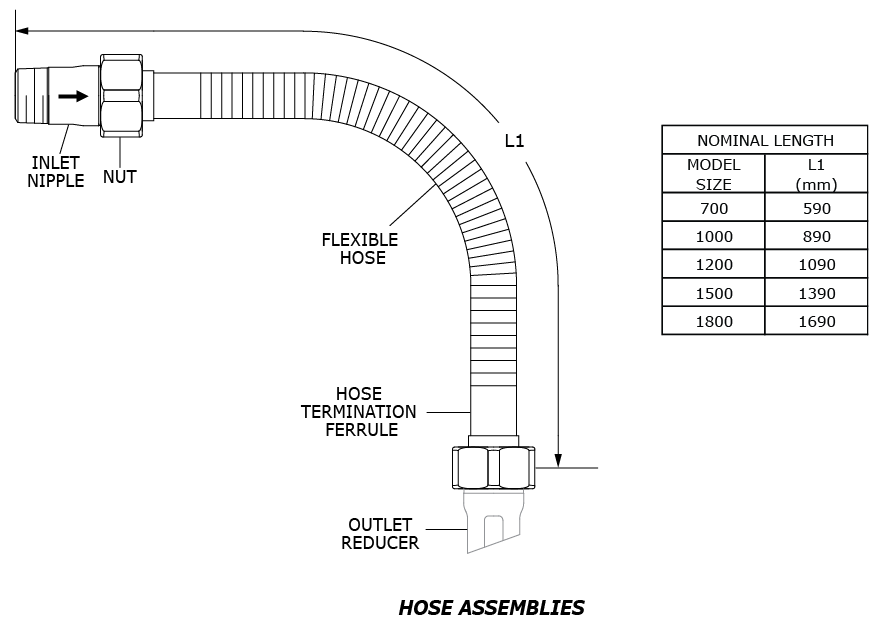 L1
INLET
NIPPLE
NUT
FLEXIBLE
HOSE
HOSE
TERMINATION
FERRULE
OUTLET
REDUCER
NOMINAL LENGTH
MODEL SIZE L1 (mm)
700 590
1000 890
1200 1090
1500 1390
1800 1690
HOSE ASSEMBLIES